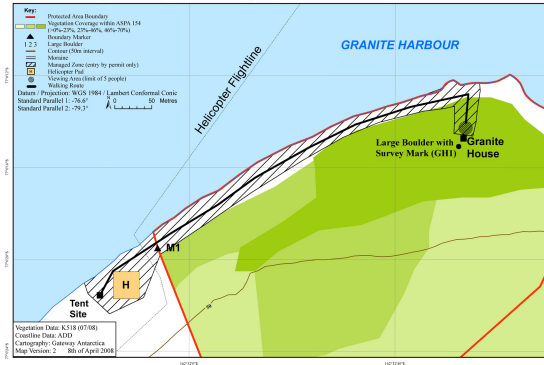 Key:
Protected Area Boundary
Vegetation Coverage within ASPA 154
(>0%-23%, 23%-46%, 46%-70%)
Boundary Marker
1 2 3 Large Boulder
Contour (50m interval)
Moraine
Managed Zone (entry by permit only)
H Helicopter Pad
Viewing Area (limit of 5 people)
Walking Route
Datum / Projection: WGS 1984 / Lambert Conformal Conic
Standard Parallel 1: -76.6°
Standard Parallel 2: -79.3°
N 0 50 Metres
GRANITE HARBOUR
Helicopter Flightline
Large Boulder with
Survey Mark (GH1)
Granite
House
M1
H
Tent
Site
50
Vegetation Data: K518 (07/08)
Coastline Data: ADD
Cartography: Gateway Antarctica
Map Version: 2 8th of April 2008